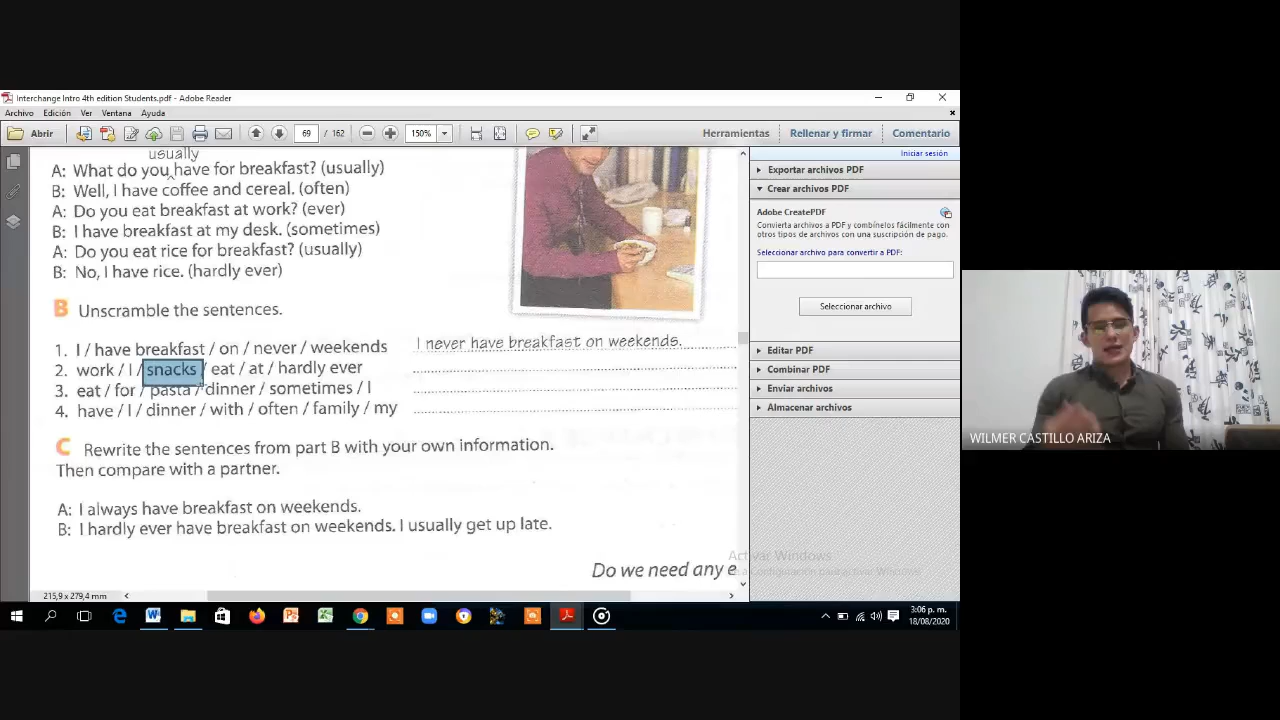 Interchange Intro 4th edition Students.pdf - Adobe Reader
Archivo Edición Ver Ventana Ayuda
Abrir 69 / 162 150% Herramientas Rellenar y firmar Comentario
Iniciar sesión
usually
A: What do you have for breakfast? (usually)
B: Well, I have coffee and cereal. (often)
A: Do you eat breakfast at work? (ever)
B: I have breakfast at my desk. (sometimes)
A: Do you eat rice for breakfast? (usually)
B: No, I have rice. (hardly ever)
B Unscramble the sentences.
1. I / have breakfast / on / never / weekends I never have breakfast on weekends.
2. work / I / snacks / eat / at / hardly ever
3. eat / for / pasta / dinner / sometimes / I
4. have / I / dinner / with / often / family / my
C Rewrite the sentences from part B with your own information.
Then compare with a partner.
A: I always have breakfast on weekends.
B: I hardly ever have breakfast on weekends. I usually get up late.
Do we need any e
215,9 x 279,4 mm
Exportar archivos PDF
Crear archivos PDF
Adobe CreatePDF
Convierta archivos a PDF y combínelos fácilmente con
otros tipos de archivos con una suscripción de pago.
Seleccionar archivo para convertir a PDF:
Seleccionar archivo
Editar PDF
Combinar PDF
Enviar archivos
Almacenar archivos
Activar Windows
Configuración para activar Windows.
WILMER CASTILLO ARIZA
3:06 p. m.
18/08/2020